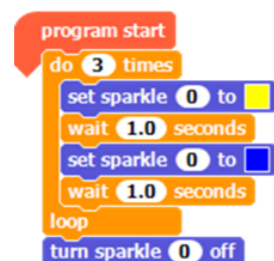 program start
do 3 times
set sparkle 0 to
wait 1.0 seconds
set sparkle 0 to
wait 1.0 seconds
loop
turn sparkle 0 off